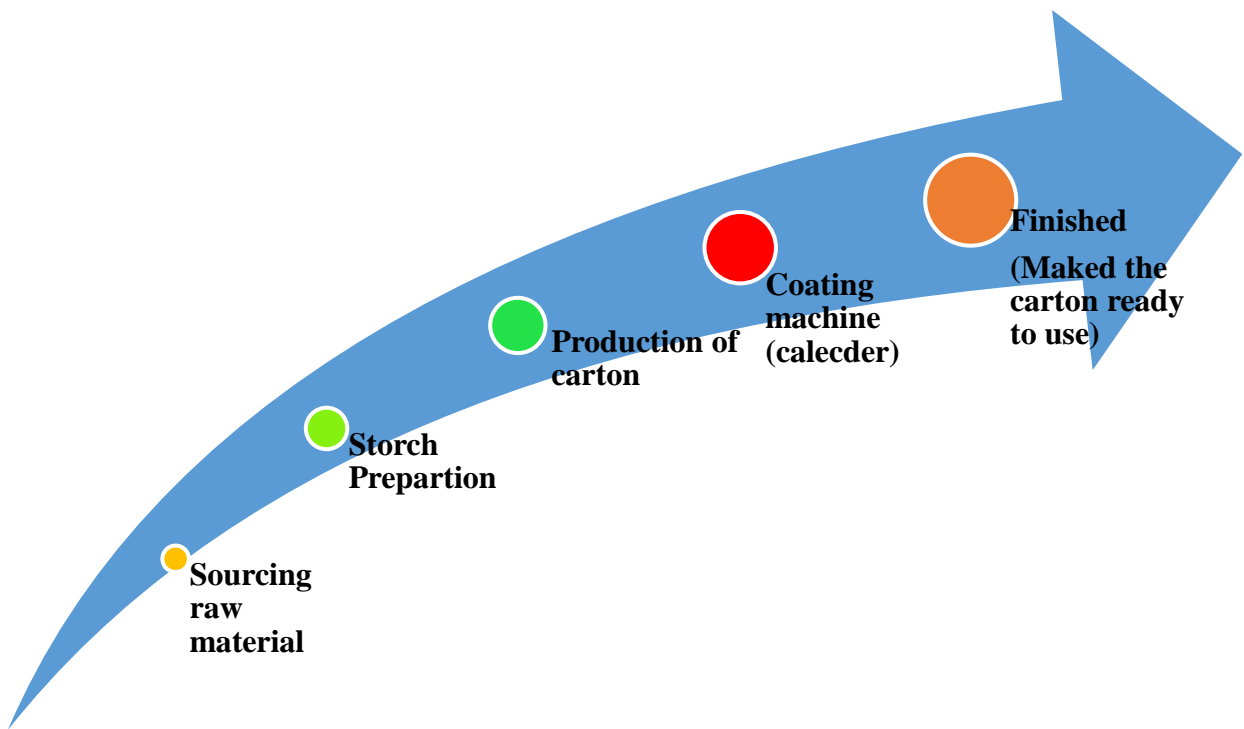 Sourcing
raw
material
Storch
Prepartion
Production of
carton
Coating
machine
(calecder)
Finished
(Maked the
carton ready
to use)